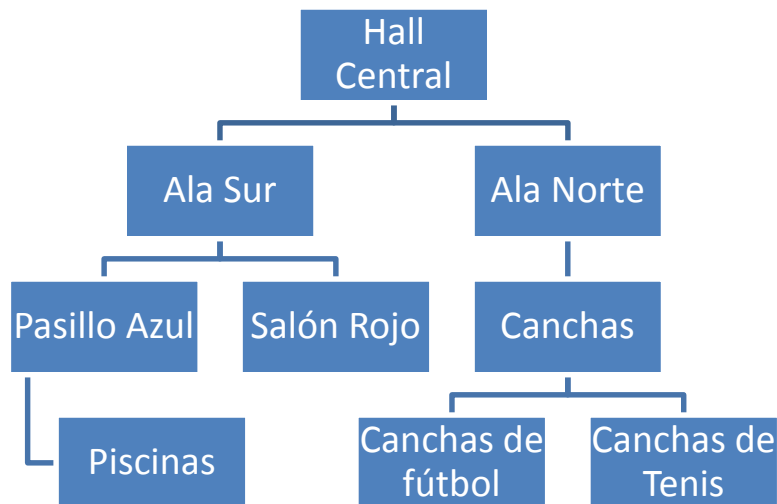 Hall
Central
Ala Sur
Ala Norte
Pasillo Azul
Salón Rojo
Canchas
Piscinas
Canchas de
fútbol
Canchas de
Tenis